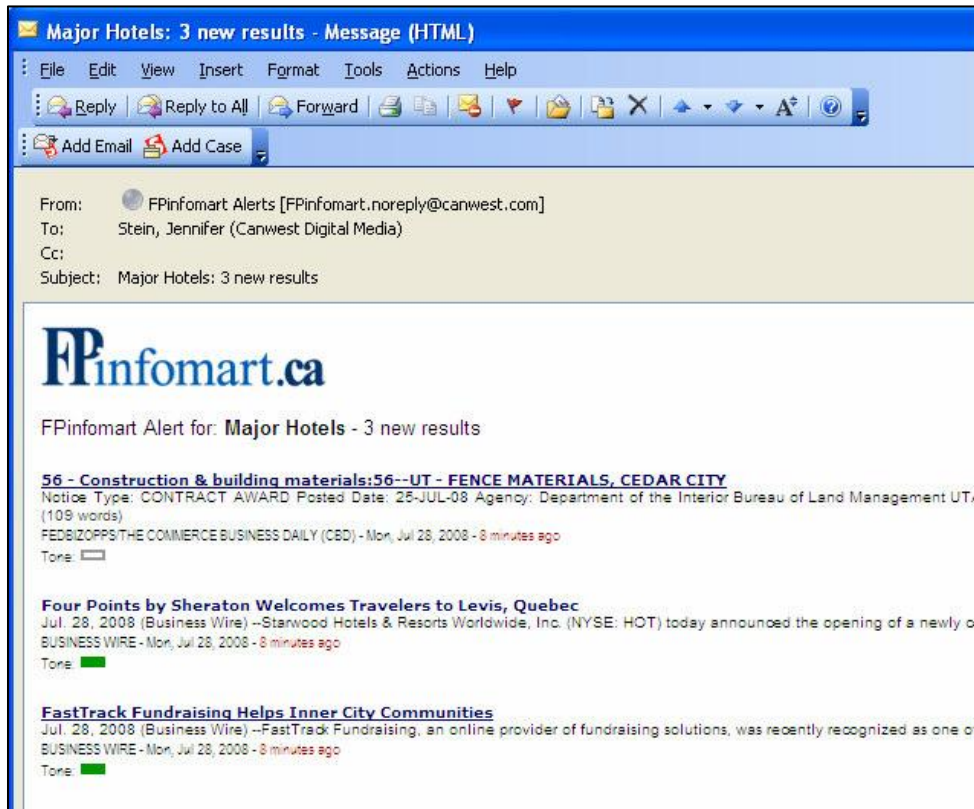 Major Hotels: 3 new results - Message (HTML)
File Edit View Insert Format Tools Actions Help
Reply Reply to All Forward
Add Email Add Case
From: FPinfomart Alerts [FPinfomart.noreply@canwest.com]
To: Stein, Jennifer (Canwest Digital Media)
Cc:
Subject: Major Hotels: 3 new results
FPinfomart.ca
FPinfomart Alert for: Major Hotels - 3 new results
56 - Construction & building materials:56--UT - FENCE MATERIALS, CEDAR CITY
Notice Type: CONTRACT AWARD Posted Date: 25-JUL-08 Agency: Department of the Interior Bureau of Land Management UTA
(109 words)
FEDBIZOPPS/THE COMMERCE BUSINESS DAILY (CBD) - Mon, Jul 28, 2008 - 8 minutes ago
Tone:
Four Points by Sheraton Welcomes Travelers to Levis, Quebec
Jul. 28, 2008 (Business Wire) --Starwood Hotels & Resorts Worldwide, Inc. (NYSE: HOT) today announced the opening of a newly c
BUSINESS WIRE - Mon, Jul 28, 2008 - 8 minutes ago
Tone:
FastTrack Fundraising Helps Inner City Communities
Jul. 28, 2008 (Business Wire) --FastTrack Fundraising, an online provider of fundraising solutions, was recently recognized as one o
BUSINESS WIRE - Mon, Jul 28, 2008 - 8 minutes ago
Tone: